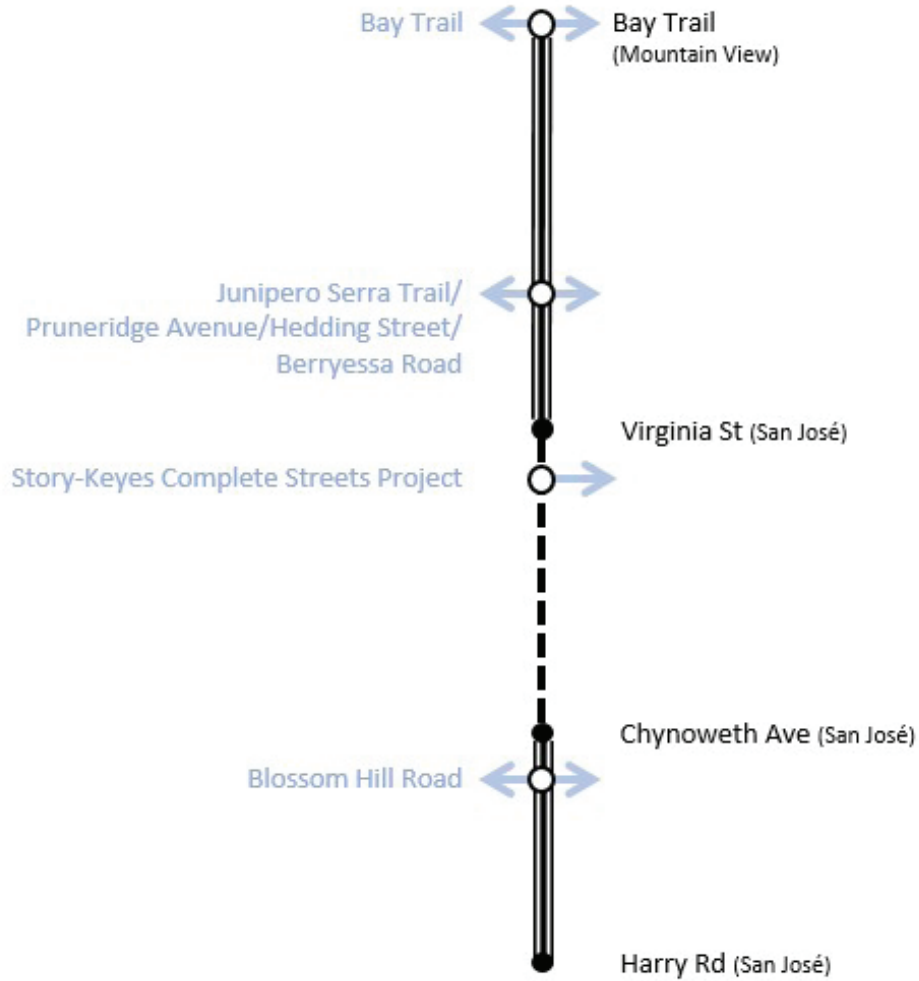 Bay Trail
Bay Trail
(Mountain View)
Junipero Serra Trail/
Pruneridge Avenue/Hedding Street/
Berryessa Road
Virginia St (San José)
Story-Keyes Complete Streets Project
Chynoweth Ave (San José)
Blossom Hill Road
Harry Rd (San José)